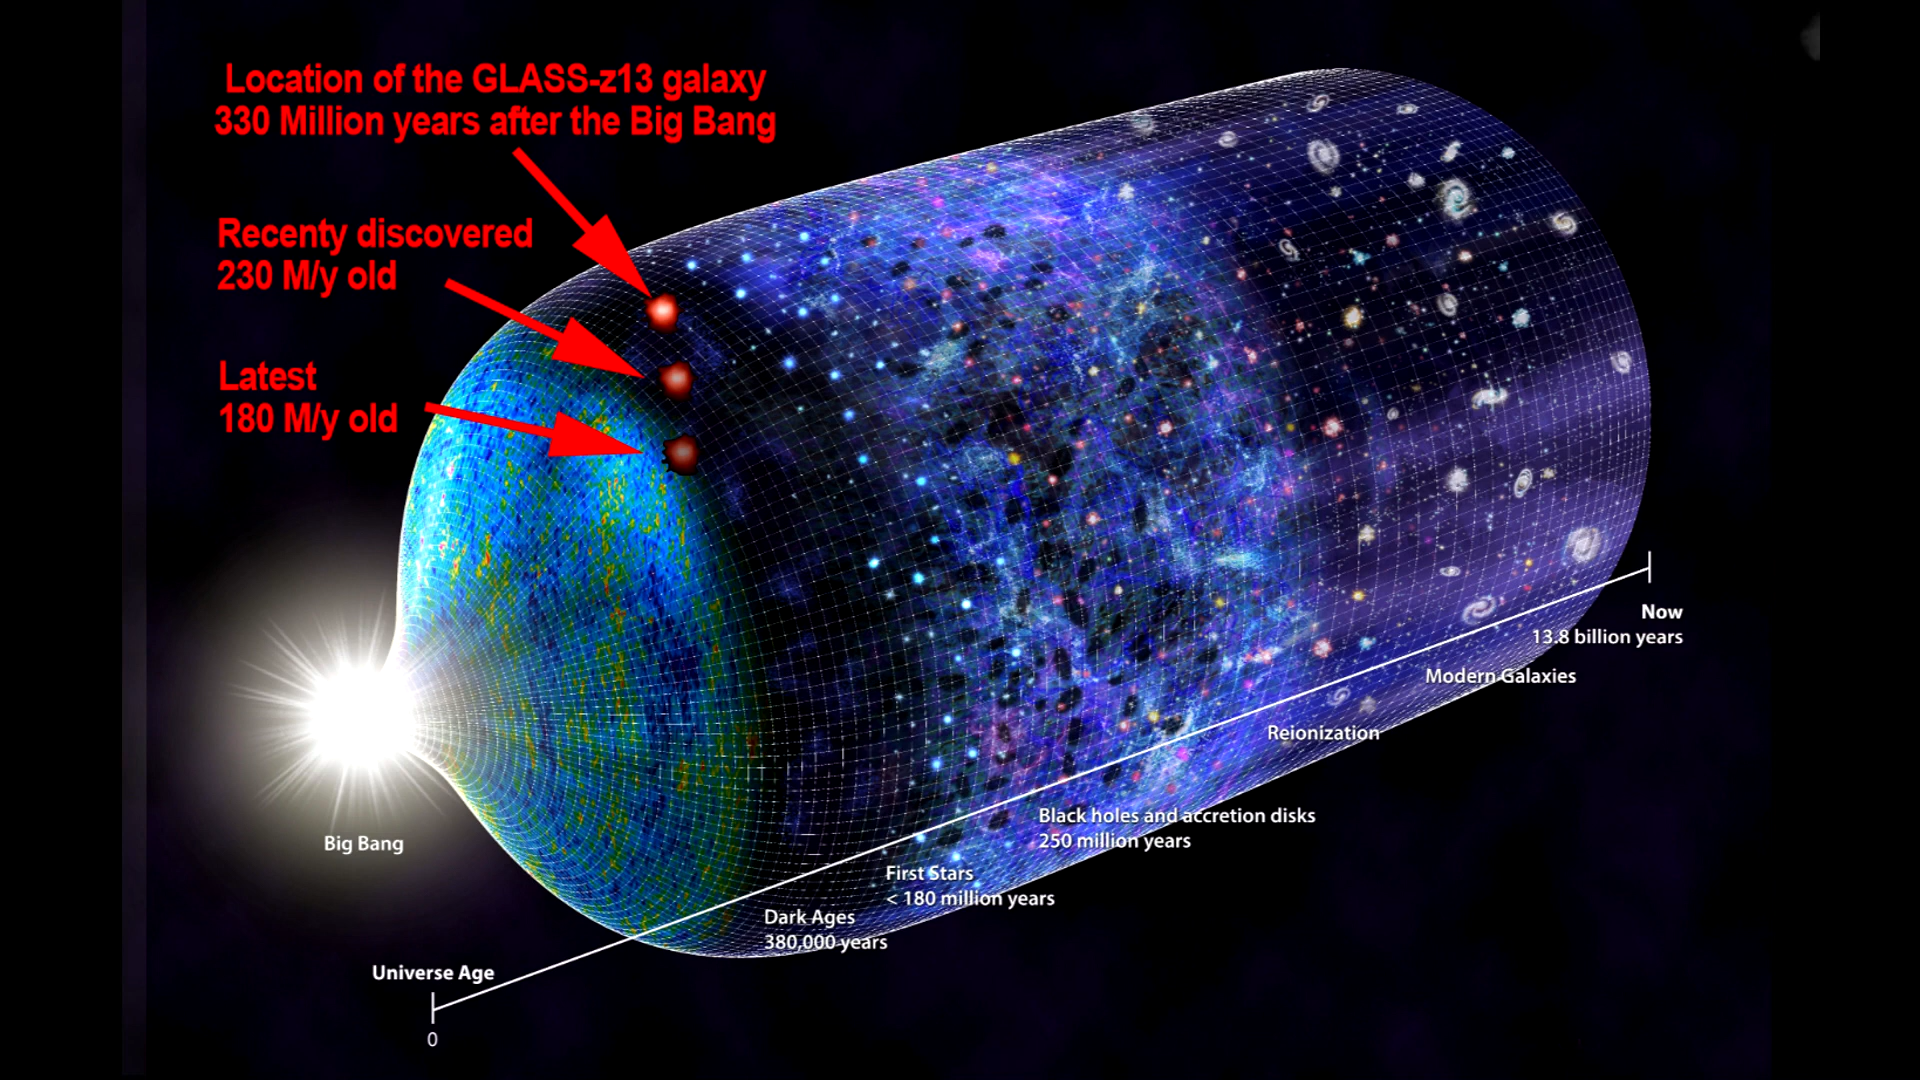 Location of the GLASS-z13 galaxy
330 Million years after the Big Bang
Recenty discovered
230 M/y old
Latest
180 M/y old
Big Bang
Universe Age
0
Dark Ages
380,000 years
First Stars
< 180 million years
Black holes and accretion disks
250 million years
Reionization
Modern Galaxies
Now
13.8 billion years